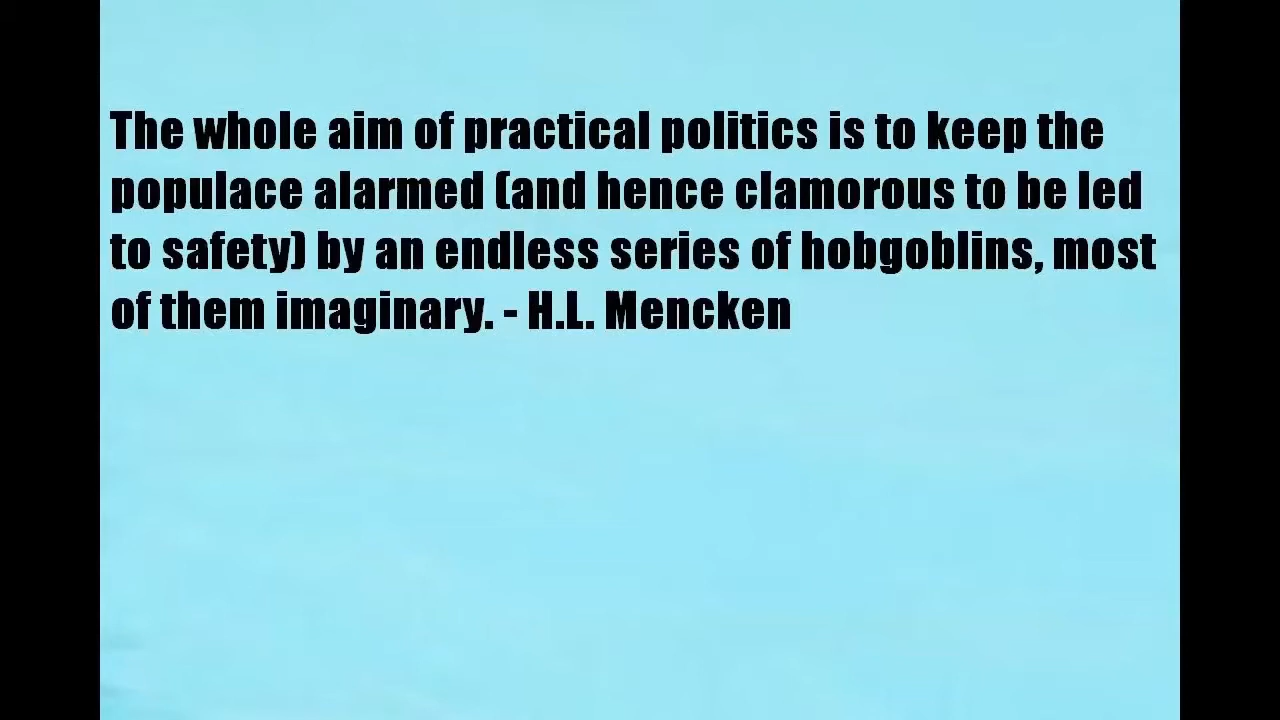 The whole aim of practical politics is to keep the
populace alarmed (and hence clamorous to be led
to safety) by an endless series of hobgoblins, most
of them imaginary. - H.L. Mencken